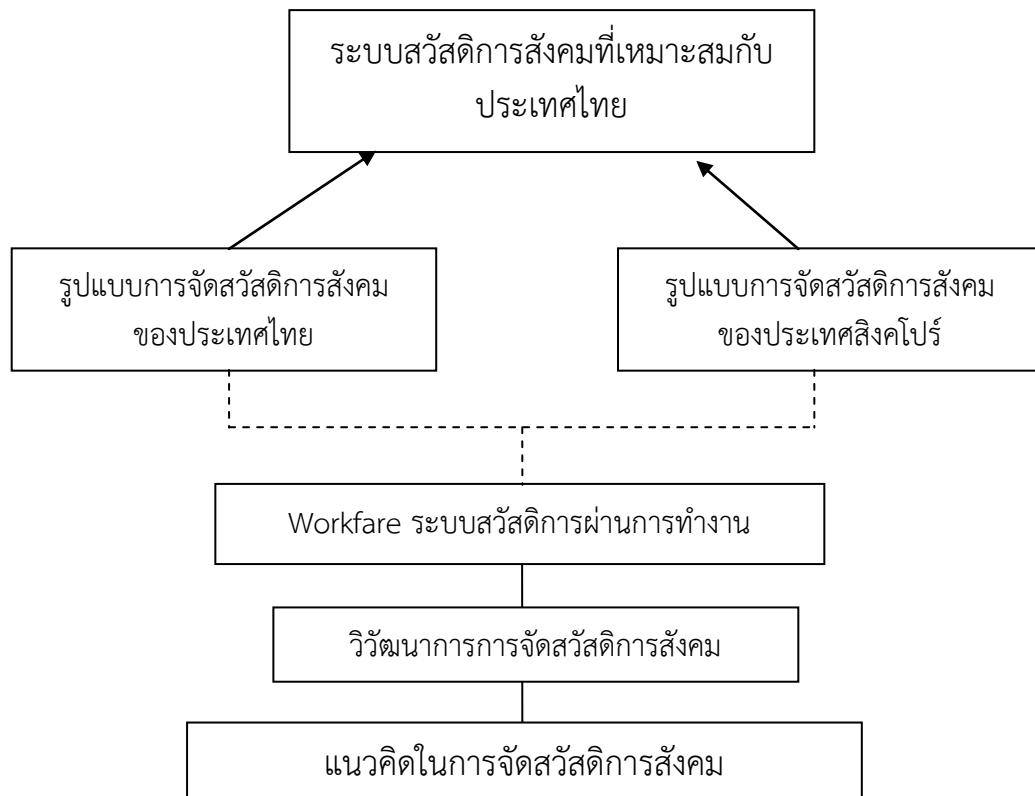 ระบบสวัสดิการสังคมที่เหมาะสมกับ
ประเทศไทย
รูปแบบการจัดสวัสดิการสังคม
ของประเทศไทย
รูปแบบการจัดสวัสดิการสังคม
ของประเทศสิงคโปร์
Workfare ระบบสวัสดิการผ่านการทำงาน
วิวัฒนาการการจัดสวัสดิการสังคม
แนวคิดในการจัดสวัสดิการสังคม